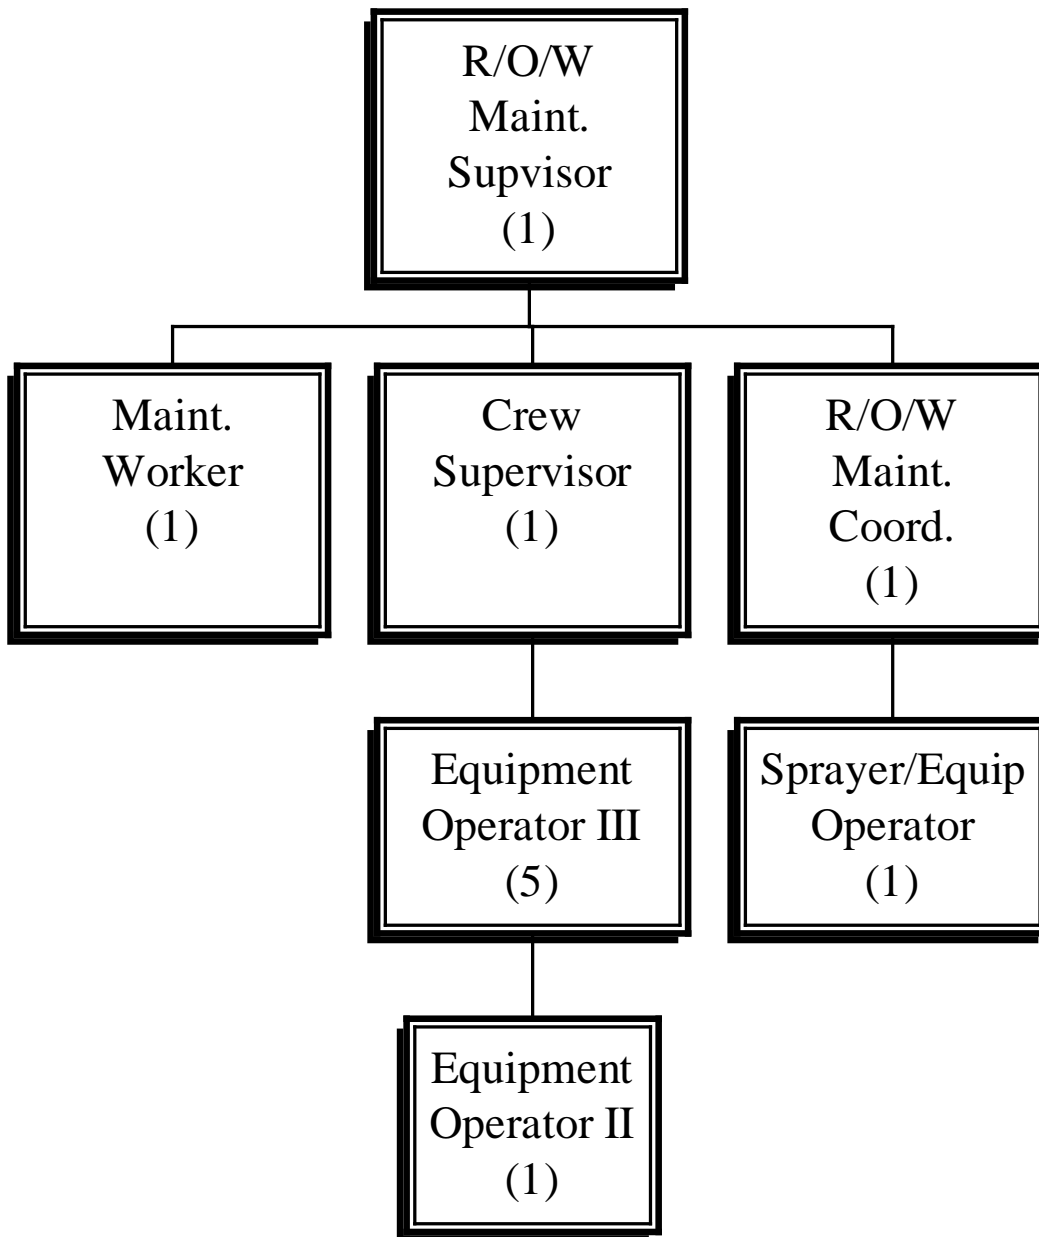 R/O/W
Maint.
Supvisor
(1)
Maint.
Worker
(1)
Crew
Supervisor
(1)
R/O/W
Maint.
Coord.
(1)
Equipment
Operator III
(5)
Sprayer/Equip
Operator
(1)
Equipment
Operator II
(1)